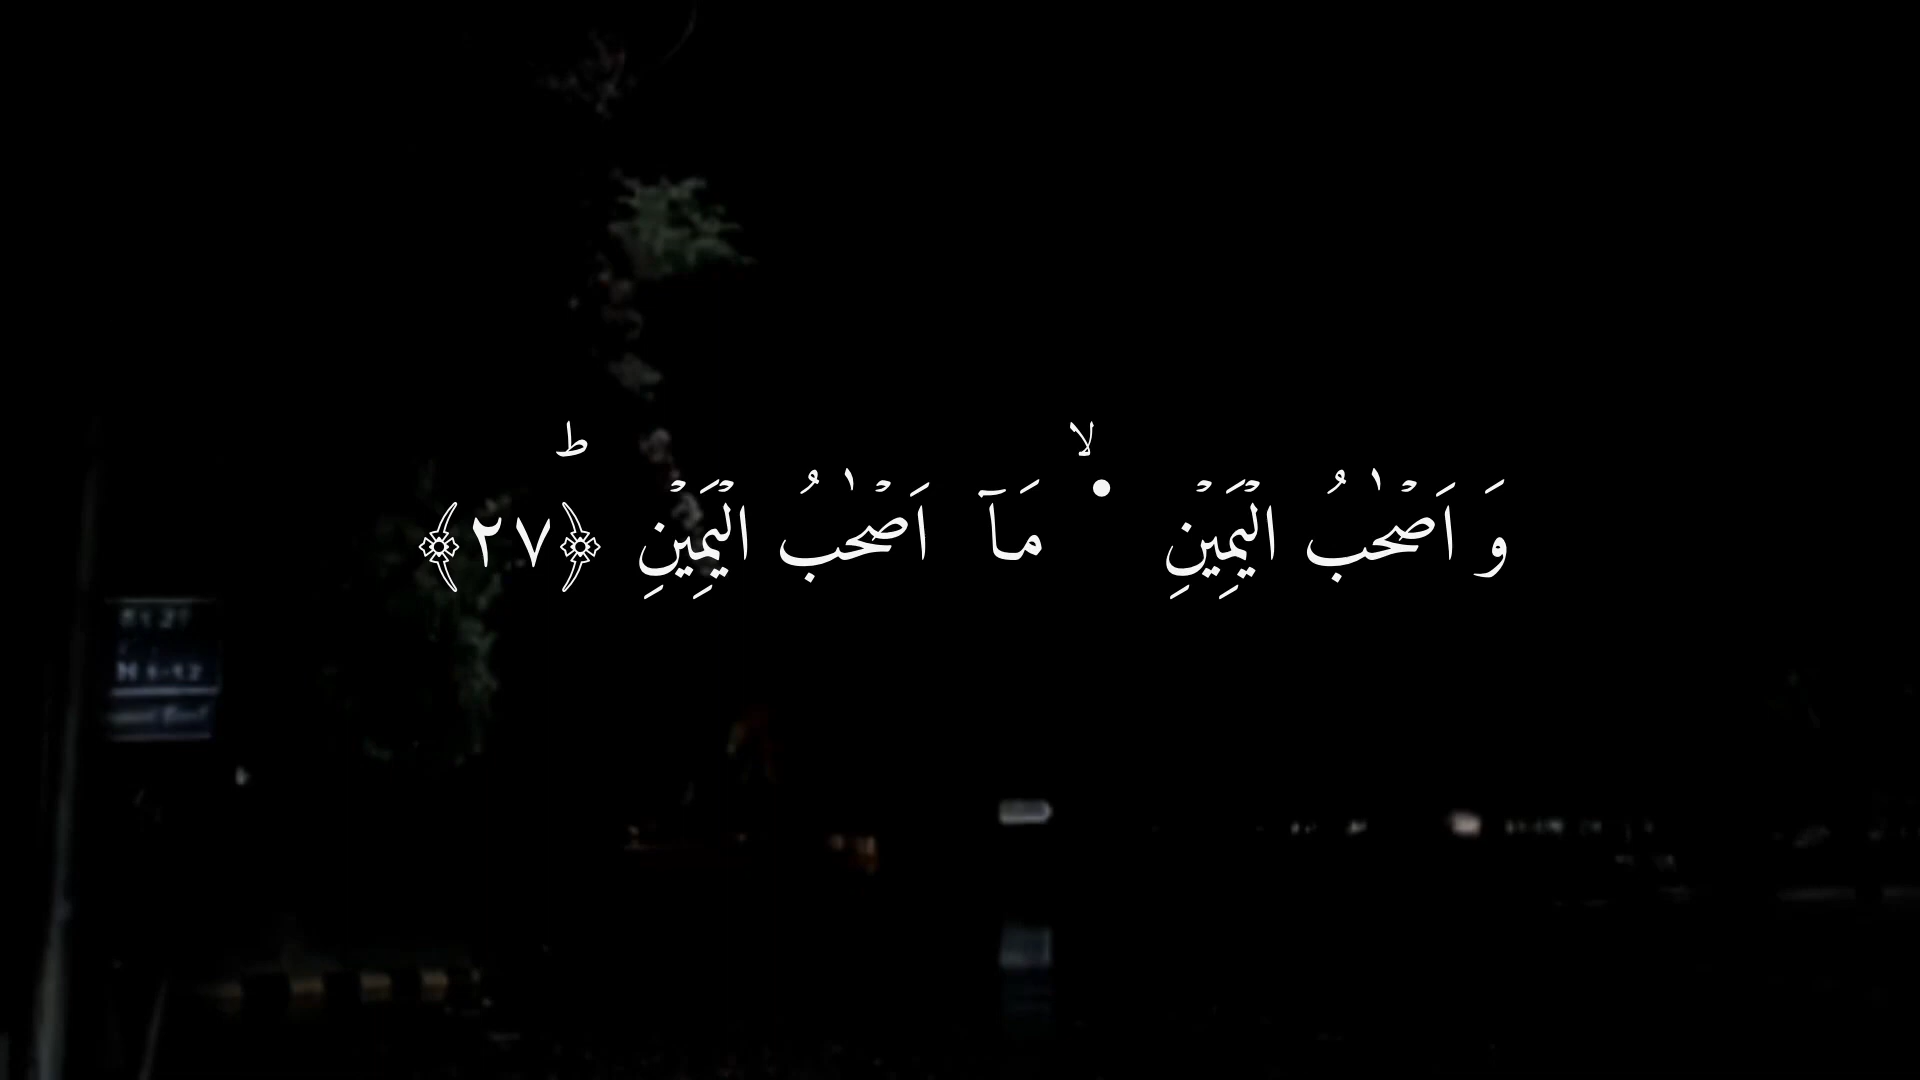 وَ اَصۡحٰبُ الۡيَمِيۡنِ ۙ‏ مَاۤ اَصۡحٰبُ الۡيَمِيۡنِؕ‏ ﴿۲۷﴾